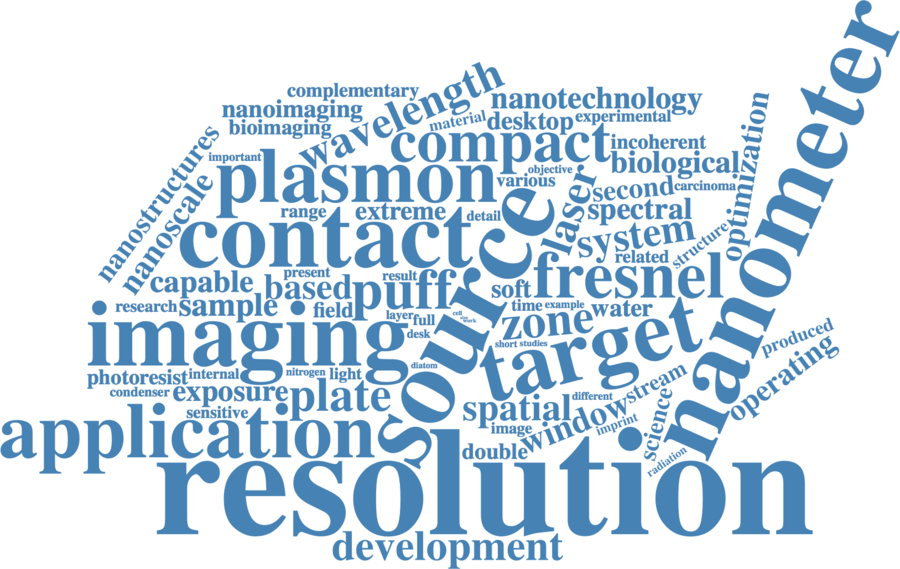 nanometer
complementary
wavelength
nanoimaging
nanotechnology
bioimaging
material
desktop
experimental
optimization
nanostructures
important
compact
incoherent
plasmon
objective
biological
nanoscale
various
laser
second
carcinoma
range
extreme
detail
spectral
contact
source
system
structure
related
capable
present
based
result
puff
soft
fresnel
research
sample
field
layer
full
cell
size
work
time
example
water
imaging
desk
zone
target
short
studies
produced
photoresist
internal
nitrogen
light
diatom
condenser
exposure
plate
different
stream
operating
sensitive
spatial
application
image
window
imprint
science
double
radiation
resolution
development